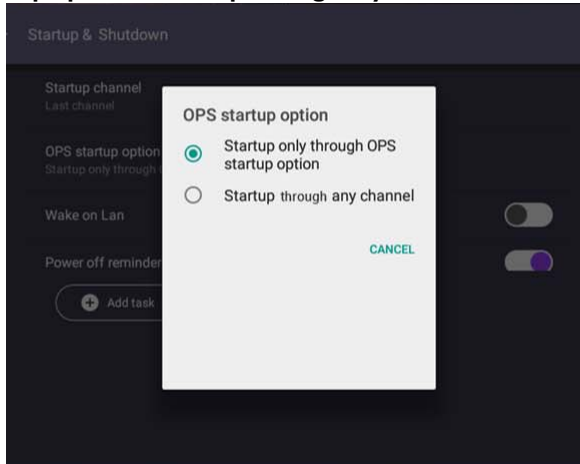 Startup & Shutdown
Startup channel
Last channel
OPS startup option
Startup only through
Wake on Lan
Power off reminder
Add task
OPS startup option
Startup only through OPS
startup option
Startup through any channel
CANCEL